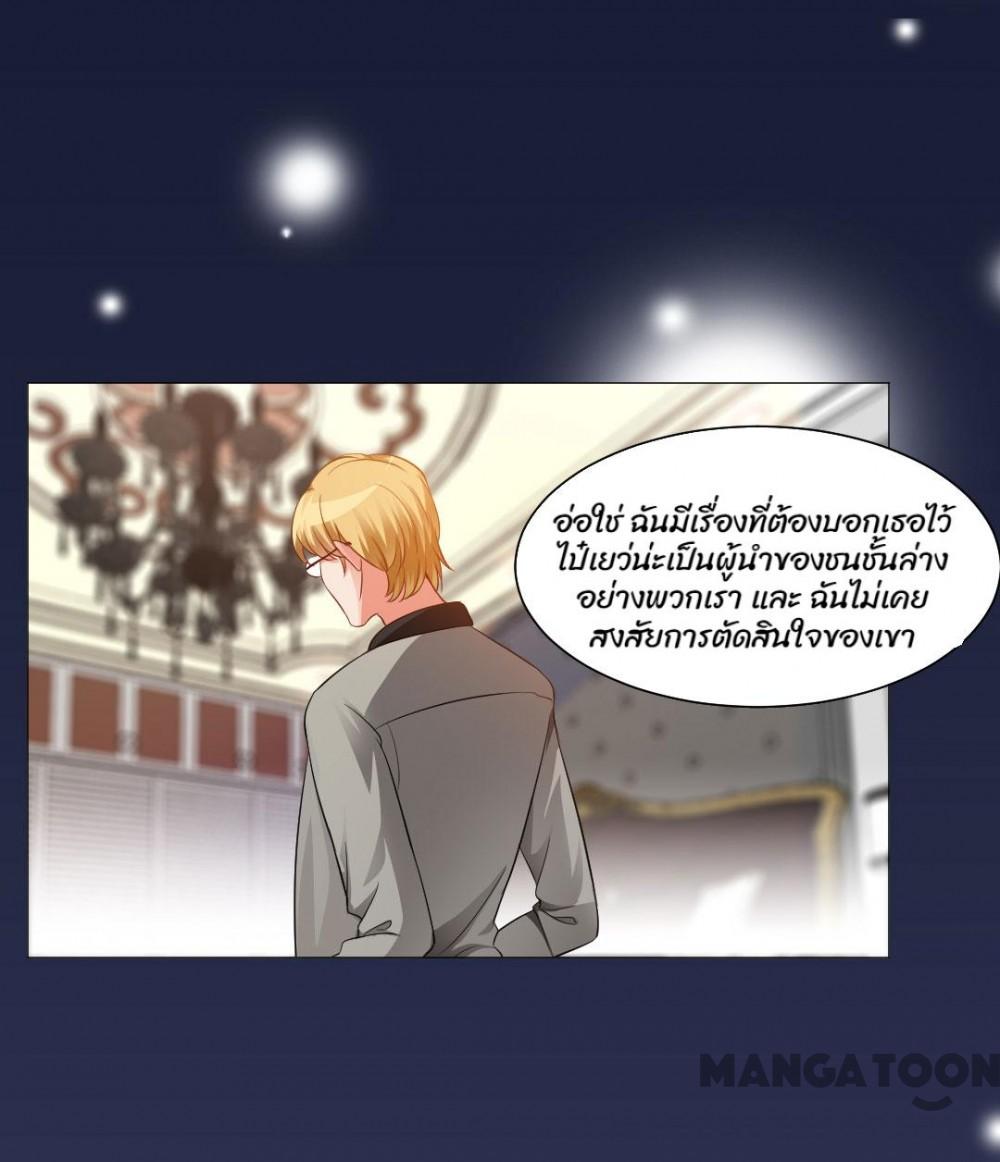 อ่อใช่ ฉันมีเรื่องที่ต้องบอกเธอไว้
ไป๋เยว่น่ะเป็นผู้นำของชนชั้นล่าง
อย่างพวกเรา และ ฉันไม่เคย
สงสัยการตัดสินใจของเขา
MANGATOON